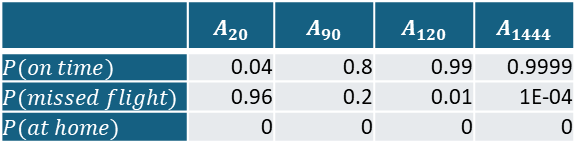 A20 A90 A120 A1444
P(on time) 0.04 0.8 0.99 0.9999
P(missed flight) 0.96 0.2 0.01 1E-04
P(at home) 0 0 0 0